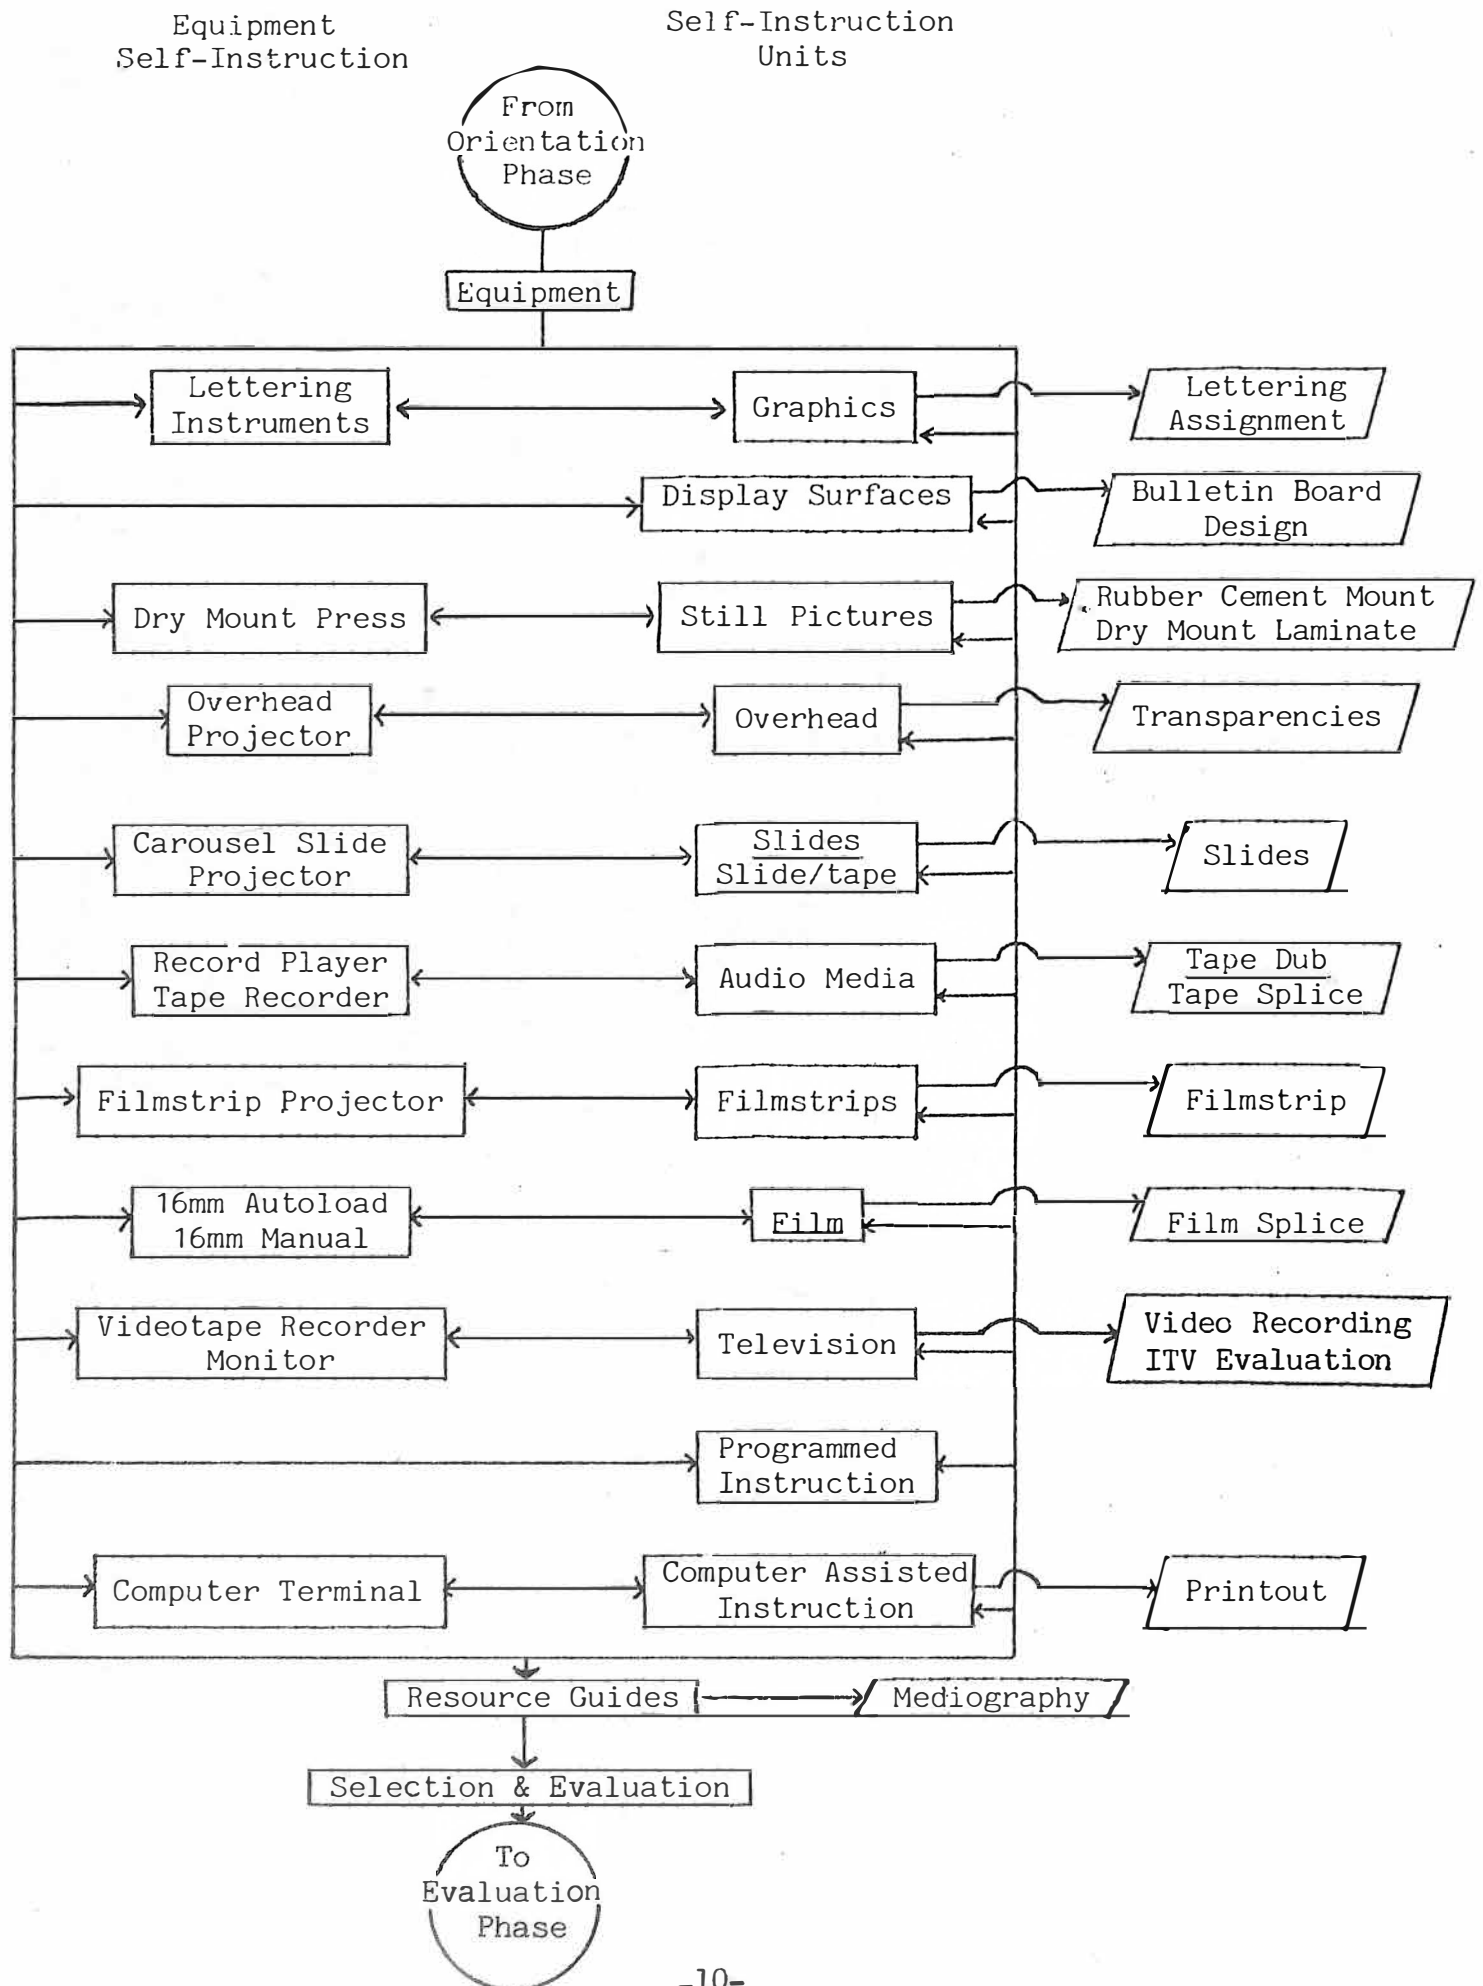 Equipment
Self-Instruction
Self-Instruction
Units
From
Orientation
Phase
Equipment
Lettering
Instruments
Graphics
Lettering
Assignment
Display Surfaces
Bulletin Board
Design
Dry Mount Press
Still Pictures
Rubber Cement Mount
Dry Mount Laminate
Overhead
Projector
Overhead
Transparencies
Carousel Slide
Projector
Slides
Slide/tape
Slides
Record Player
Tape Recorder
Audio Media
Tape Dub
Tape Splice
Filmstrip Projector
Filmstrips
Filmstrip
16mm Autoload
16mm Manual
Film
Film Splice
Videotape Recorder
Monitor
Television
Video Recording
ITV Evaluation
Programmed
Instruction
Computer Terminal
Computer Assisted
Instruction
Printout
Resource Guides
Mediography
Selection & Evaluation
To
Evaluation
Phase
-10-